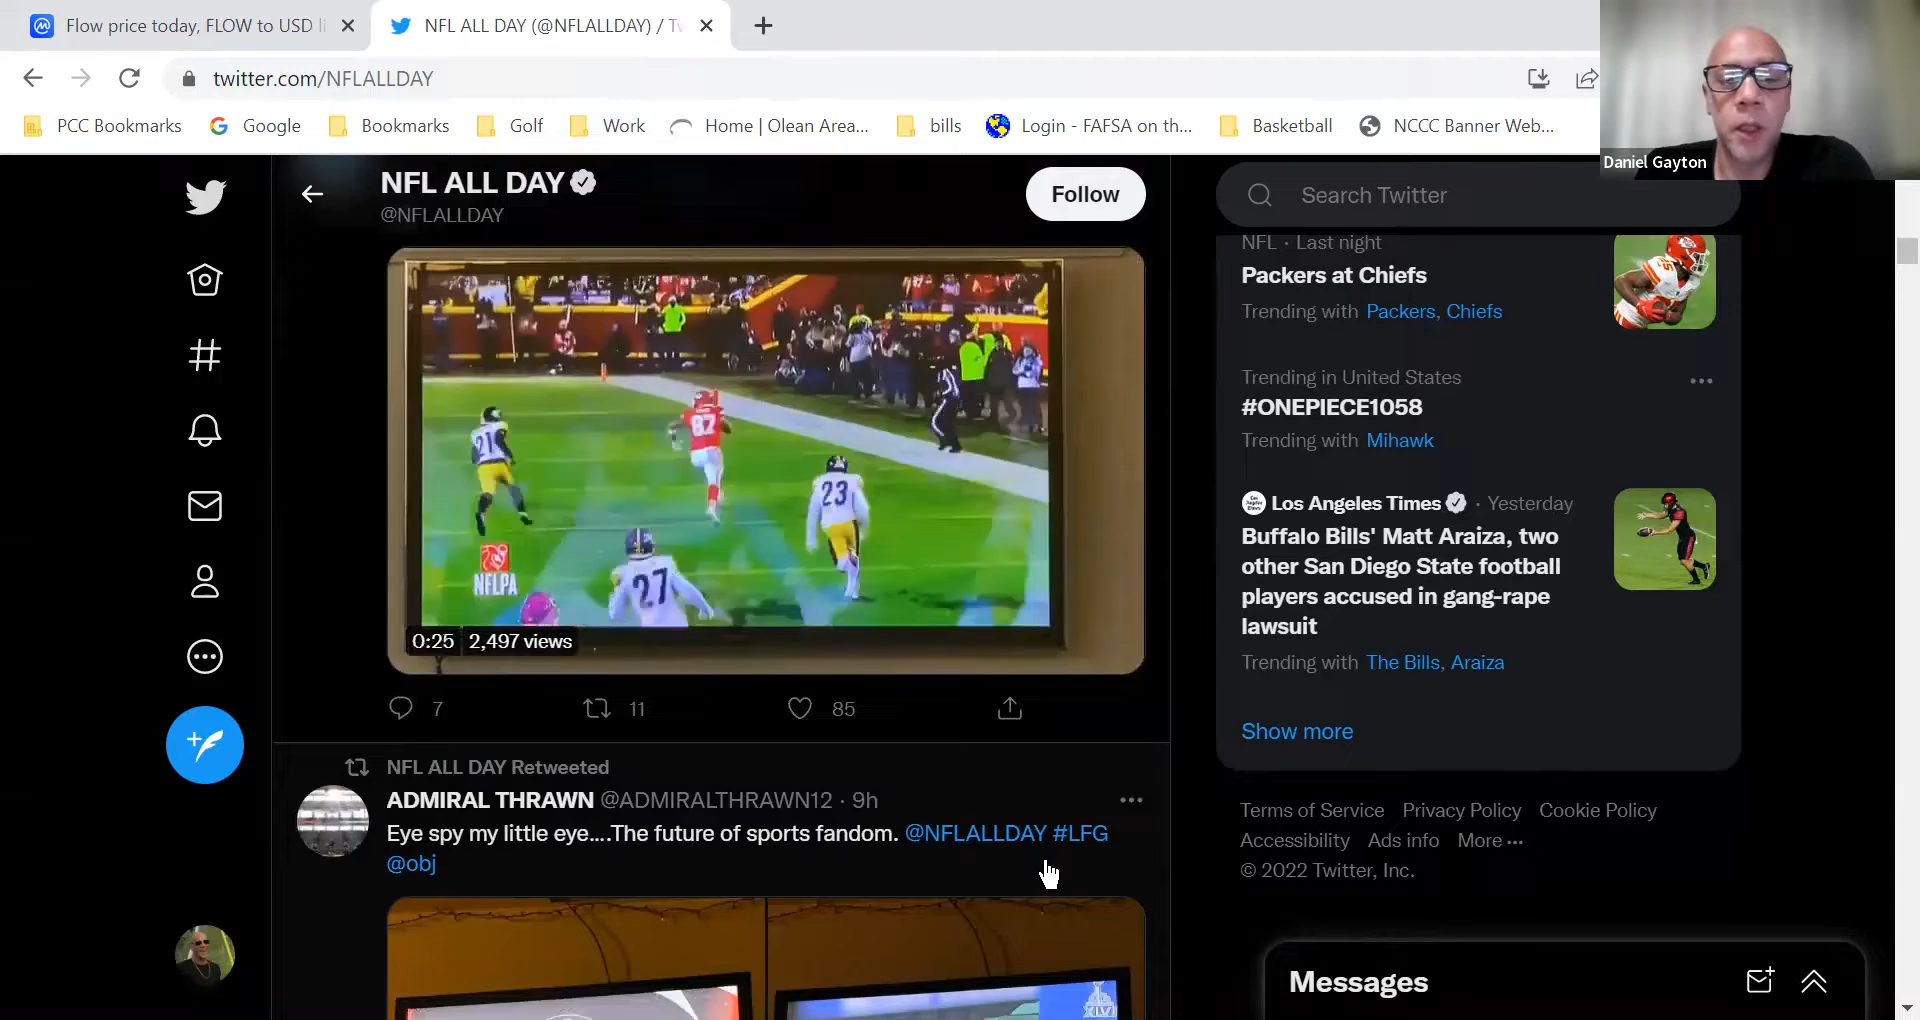 Flow price today, FLOW to USD li
NFL ALL DAY (@NFLALLDAY) / Tw
twitter.com/NFLALLDAY
PCC Bookmarks
Google
Bookmarks
Golf
Work
Home | Olean Area...
bills
Login - FAFSA on th...
Basketball
NCCC Banner Web...
Daniel Gayton
NFL ALL DAY
@NFLALLDAY
Follow
Search Twitter
21
87
23
27
NFLPA
0:25 2,497 views
7
11
85
NFL ALL DAY Retweeted
ADMIRAL THRAWN @ADMIRALTHRAWN12 · 9h
Eye spy my little eye....The future of sports fandom. @NFLALLDAY #LFG
@obj
XLVI
NFL · Last night
Packers at Chiefs
Trending with Packers, Chiefs
Trending in United States
#ONEPIECE1058
Trending with Mihawk
Los Angeles Times · Yesterday
Buffalo Bills' Matt Araiza, two
other San Diego State football
players accused in gang-rape
lawsuit
Trending with The Bills, Araiza
Show more
Terms of Service Privacy Policy Cookie Policy
Accessibility Ads info More ···
© 2022 Twitter, Inc.
Messages